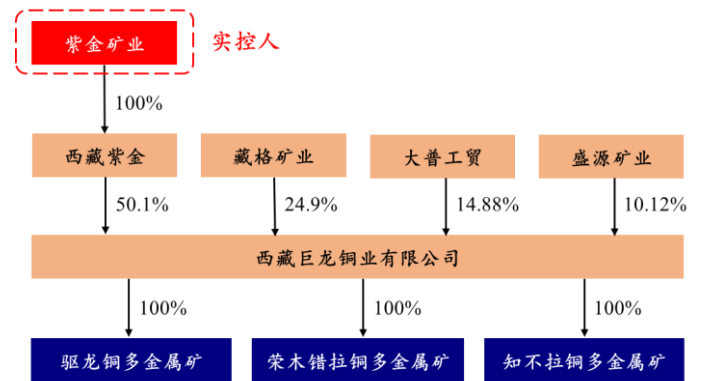 紫金矿业
实控人
100%
西藏紫金
藏格矿业
大普工贸
盛源矿业
50.1%
24.9%
14.88%
10.12%
西藏巨龙铜业有限公司
100%
100%
100%
驱龙铜多金属矿
荣木错拉铜多金属矿
知不拉铜多金属矿